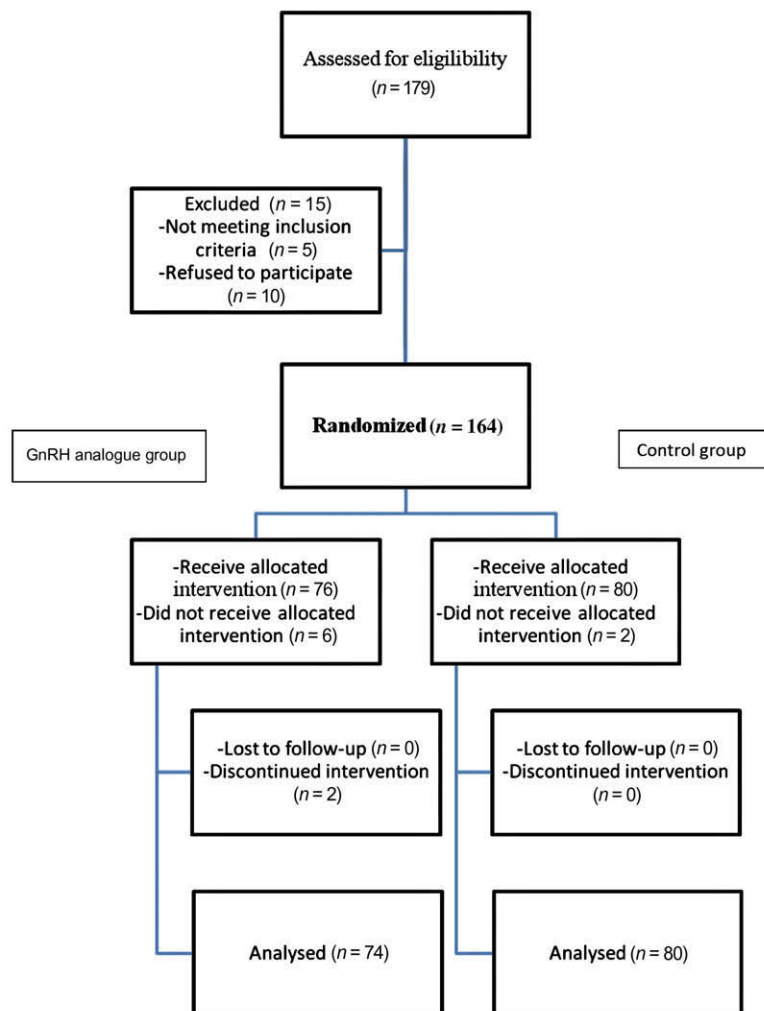 Assessed for eligilibility
(n = 179)
Excluded (n = 15)
-Not meeting inclusion
criteria (n = 5)
-Refused to participate
(n = 10)
Randomized (n = 164)
GnRH analogue group
Control group
-Receive allocated
intervention (n = 76)
-Did not receive allocated
intervention (n = 6)
-Receive allocated
intervention (n = 80)
-Did not receive allocated
intervention (n = 2)
-Lost to follow-up (n = 0)
-Discontinued intervention
(n = 2)
-Lost to follow-up (n = 0)
-Discontinued intervention
(n = 0)
Analysed (n = 74)
Analysed (n = 80)